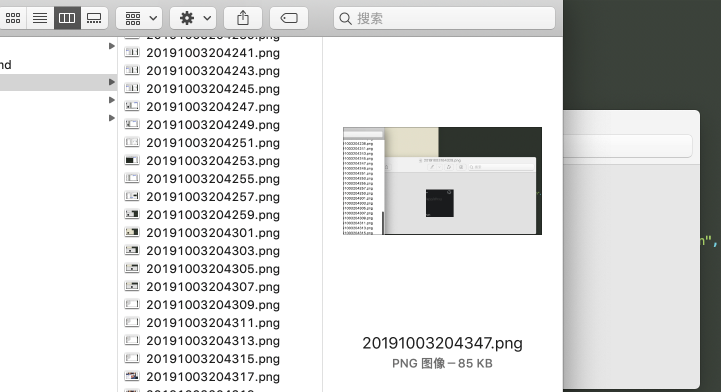 搜索
20191003204241.png
nd
20191003204243.png
20191003204245.png
20191003204247.png
20191003204249.png
20191003204251.png
20191003204253.png
20191003204255.png
20191003204257.png
20191003204259.png
20191003204301.png
20191003204303.png
20191003204305.png
20191003204307.png
20191003204309.png
20191003204311.png
20191003204313.png
20191003204315.png
20191003204317.png
20191003204347.png
PNG 图像 – 85 KB
",